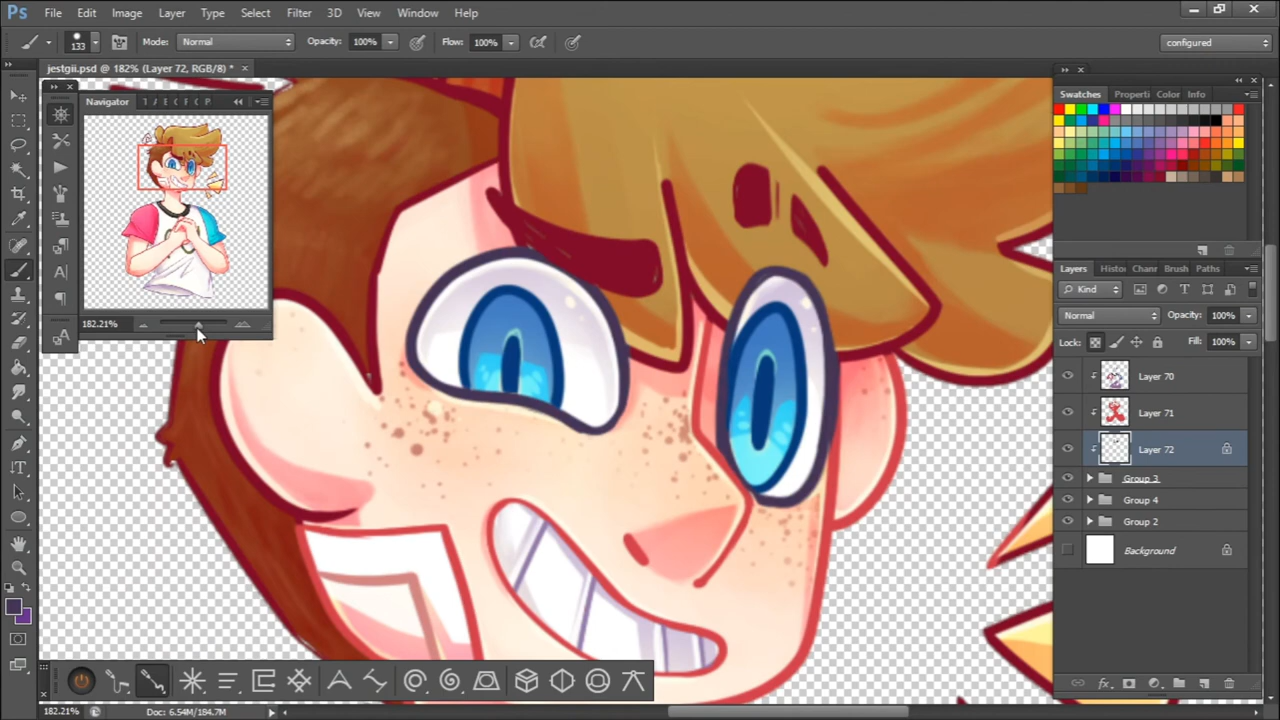 Ps File Edit Image Layer Type Select Filter 3D View Window Help
133 Mode: Normal Opacity: 100% Flow: 100% configured
jestgii.psd @ 182% (Layer 72, RGB/8) * ×
Navigator
182.21%
Swatches Properti Color Info
Layers Histo Chanr Brush Paths
Kind
Normal Opacity: 100%
Lock: Fill: 100%
Layer 70
Layer 71
Layer 72
Group 3
Group 4
Group 2
Background
182.21% Doc: 6.54M/184.7M